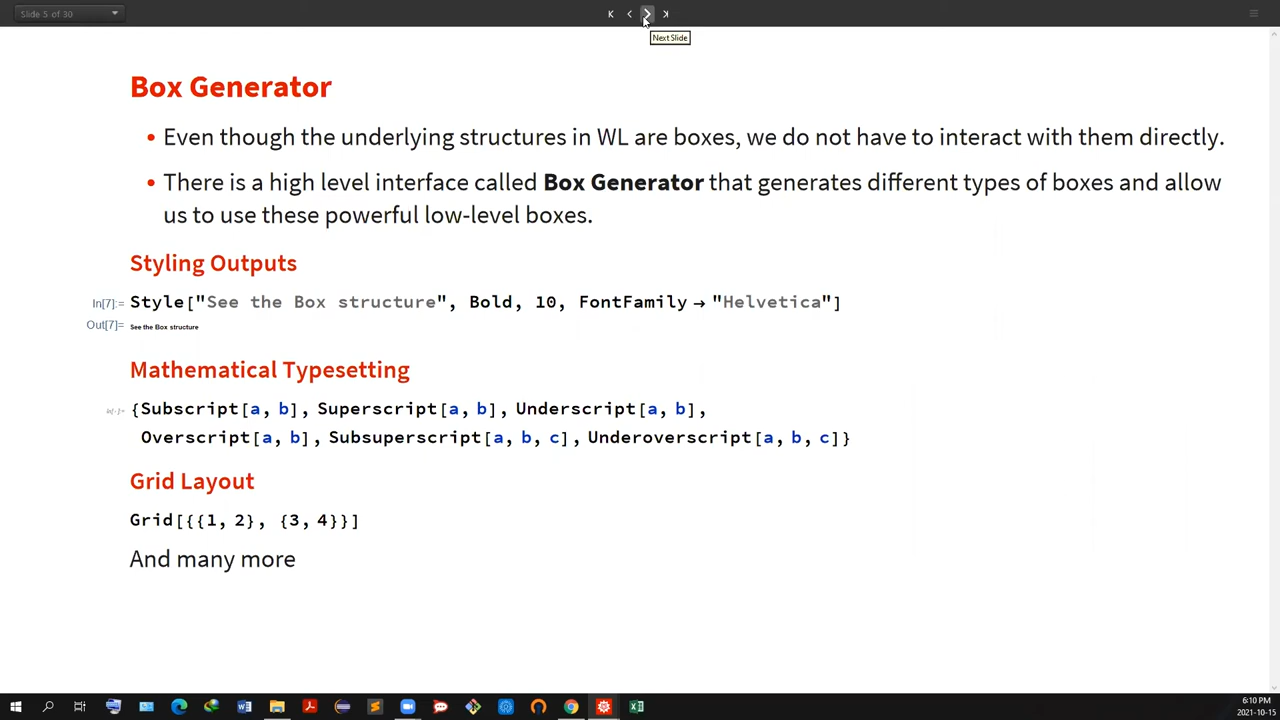 Slide 5 of 30
Next Slide
Box Generator
• Even though the underlying structures in WL are boxes, we do not have to interact with them directly.
• There is a high level interface called Box Generator that generates different types of boxes and allow
us to use these powerful low-level boxes.
Styling Outputs
In[7]:= Style["See the Box structure", Bold, 10, FontFamily → "Helvetica"]
Out[7]= See the Box structure
Mathematical Typesetting
In[·]:= {Subscript[a, b], Superscript[a, b], Underscript[a, b],
Overscript[a, b], Subsuperscript[a, b, c], Underoverscript[a, b, c]}
Grid Layout
Grid[{{1, 2}, {3, 4}}]
And many more
6:10 PM
2021-10-15